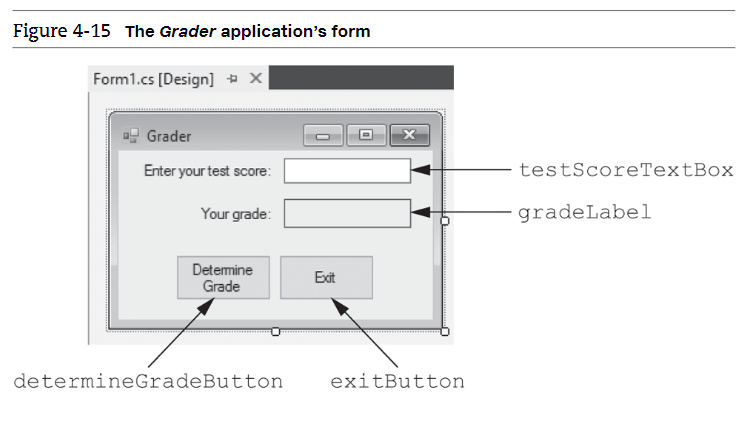 Figure 4-15 The Grader application's form
Form1.cs [Design]
Grader
Enter your test score:
testScoreTextBox
Your grade:
gradeLabel
Determine
Grade
Exit
determineGradeButton
exitButton